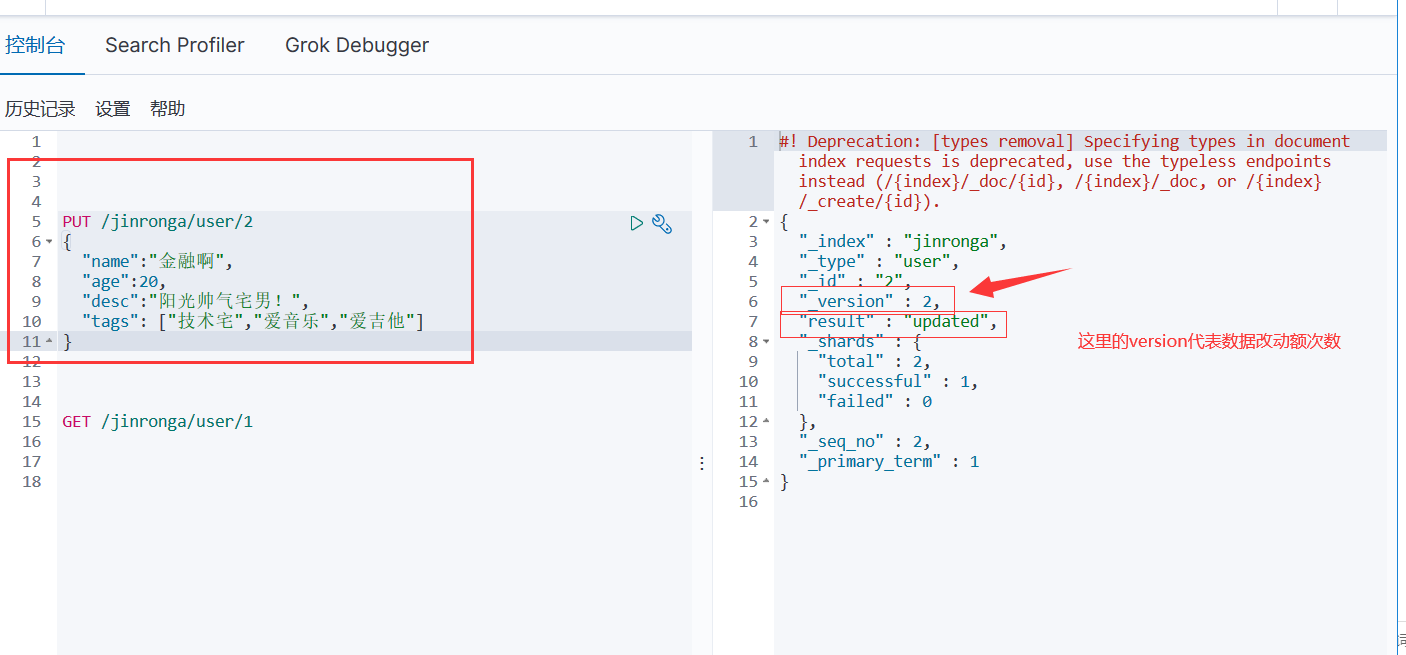 控制台 Search Profiler Grok Debugger
历史记录 设置 帮助
1
2
3
4
5 PUT /jinronga/user/2
6 {
7 "name":"金融啊",
8 "age":20,
9 "desc":"阳光帅气宅男！",
10 "tags": ["技术宅","爱音乐","爱吉他"]
11 }
12
13
14
15 GET /jinronga/user/1
16
17
18
1 #! Deprecation: [types removal] Specifying types in document
index requests is deprecated, use the typeless endpoints
instead (/{index}/_doc/{id}, /{index}/_doc, or /{index}
/_create/{id}).
2 {
3 "_index" : "jinronga",
4 "_type" : "user",
5 "_id" : "2",
6 "_version" : 2,
7 "result" : "updated",
8 "_shards" : {
9 "total" : 2,
10 "successful" : 1,
11 "failed" : 0
12 },
13 "_seq_no" : 2,
14 "_primary_term" : 1
15 }
16
这里的version代表数据改动额次数